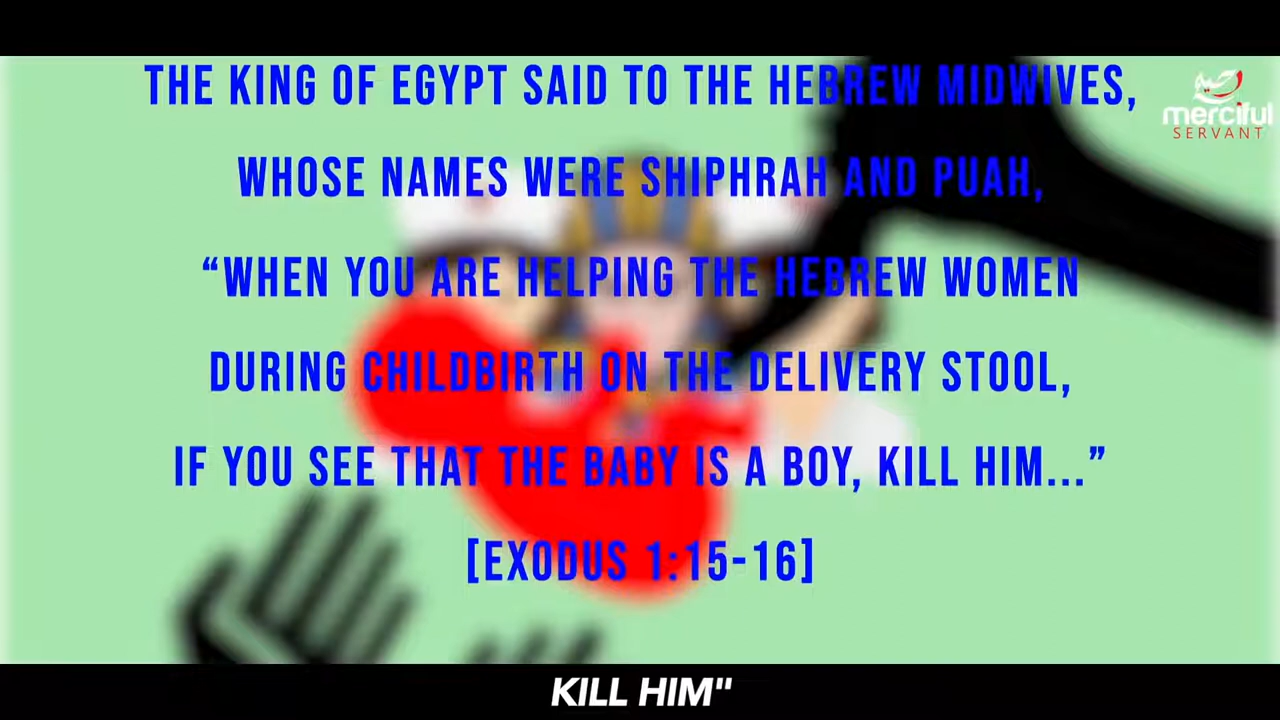 THE KING OF EGYPT SAID TO THE HEBREW MIDWIVES,
merciful
SERVANT
WHOSE NAMES WERE SHIPHRAH AND PUAH,
“WHEN YOU ARE HELPING THE HEBREW WOMEN
DURING CHILDBIRTH ON THE DELIVERY STOOL,
IF YOU SEE THAT THE BABY IS A BOY, KILL HIM...”
[EXODUS 1:15-16]
KILL HIM"